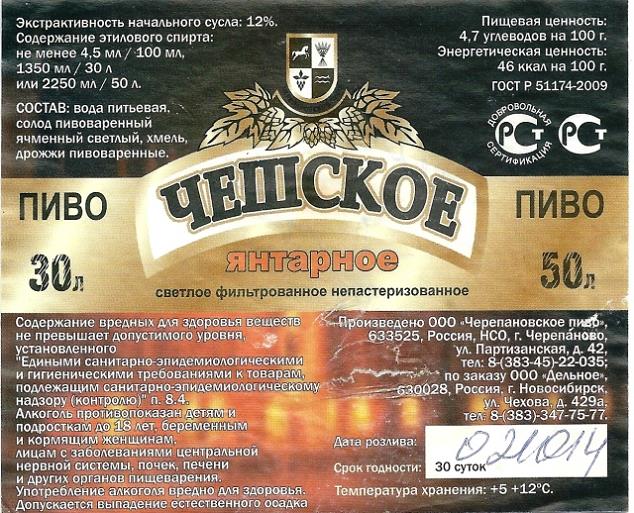 Экстрактивность начального сусла: 12%.
Содержание этилового спирта:
не менее 4,5 мл / 100 мл,
1350 мл / 30 л
или 2250 мл / 50 л.
СОСТАВ: вода питьевая,
солод пивоваренный
ячменный светлый, хмель,
дрожжи пивоваренные.
Пищевая ценность:
4,7 углеводов на 100 г.
Энергетическая ценность:
46 ккал на 100 г.
ГОСТ Р 51174-2009
ДОБРОВОЛЬНАЯ
РСТ РСТ
СЕРТИФИКАЦИЯ
ЧЕШСКОЕ
ПИВО
ПИВО
янтарное
30л
50л
светлое фильтрованное непастеризованное
Содержание вредных для здоровья веществ
не превышает допустимого уровня,
установленного
"Едиными санитарно-эпидемиологическими
и гигиеническими требованиями к товарам,
подлежащим санитарно-эпидемиологическому
надзору (контролю)" п. 8.4.
Алкоголь противопоказан детям и
подросткам до 18 лет, беременным
и кормящим женщинам,
лицам с заболеваниями центральной
нервной системы, почек, печени
и других органов пищеварения.
Употребление алкоголя вредно для здоровья.
Допускается выпадение естественного осадка
Произведено ООО «Черепановское пиво»,
633525, Россия, НСО, г. Черепаново,
ул. Партизанская, д. 42,
тел: 8-(383-45)-22-035;
по заказу ООО «Дельное»,
630028, Россия, г. Новосибирск,
ул. Чехова, д. 429а,
тел: 8-(383)-347-75-77.
Дата розлива: 021014
Срок годности: 30 суток
Температура хранения: +5 +12°С.